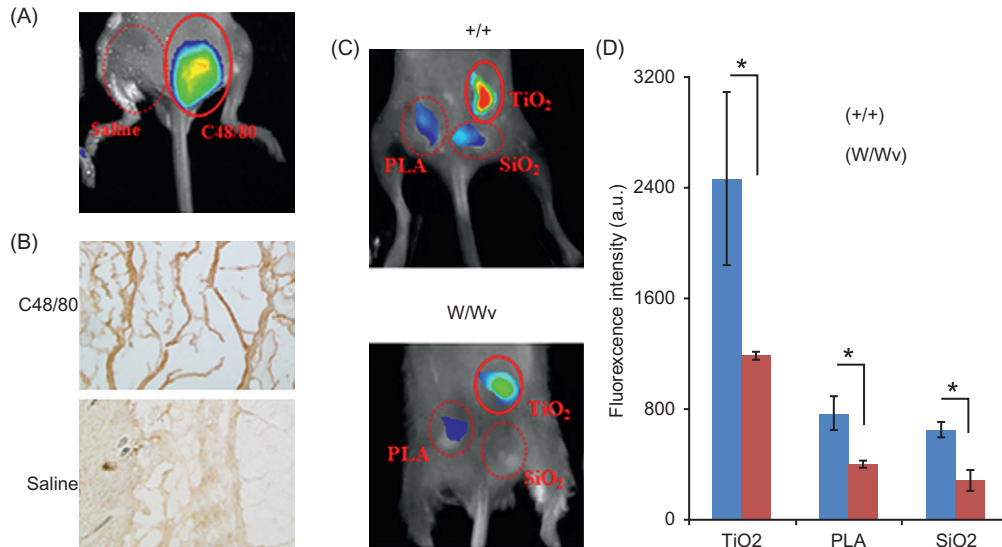 (A)
Saline
C48/80
(B)
C48/80
Saline
(C)
+/+
TiO₂
PLA
SiO₂
W/Wv
TiO₂
PLA
SiO₂
(D)
Fluorexcence intensity (a.u.)
3200
2400
1600
800
0
*
*
*
(+/+)
(W/Wv)
TiO2
PLA
SiO2